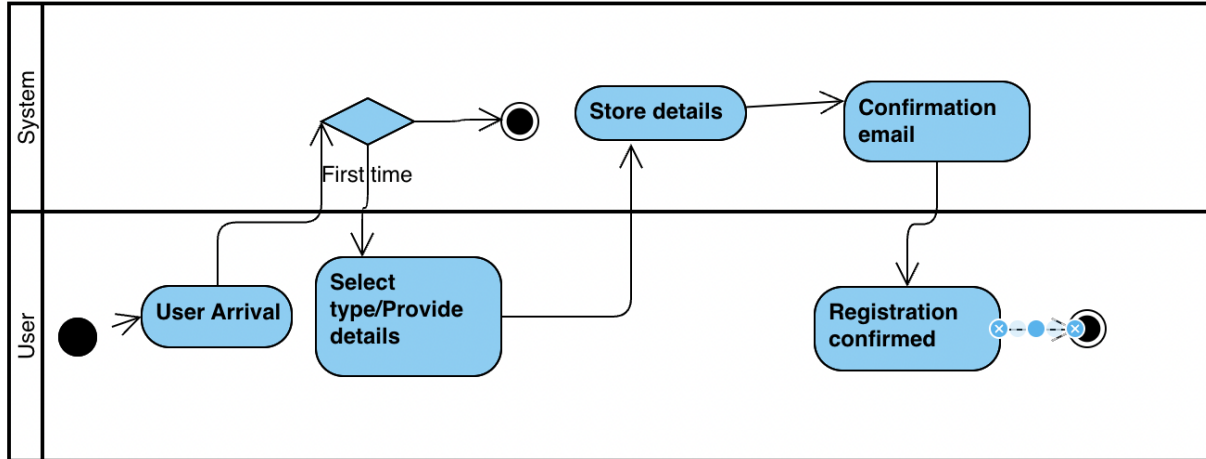 System
First time
Store details
Confirmation
email
User
User Arrival
Select
type/Provide
details
Registration
confirmed